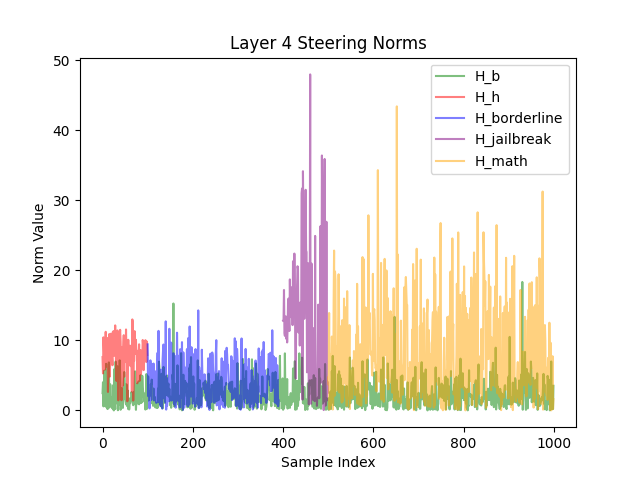 Layer 4 Steering Norms
50
40
30
20
10
0
Norm Value
0
200
400
600
800
1000
Sample Index
H_b
H_h
H_borderline
H_jailbreak
H_math